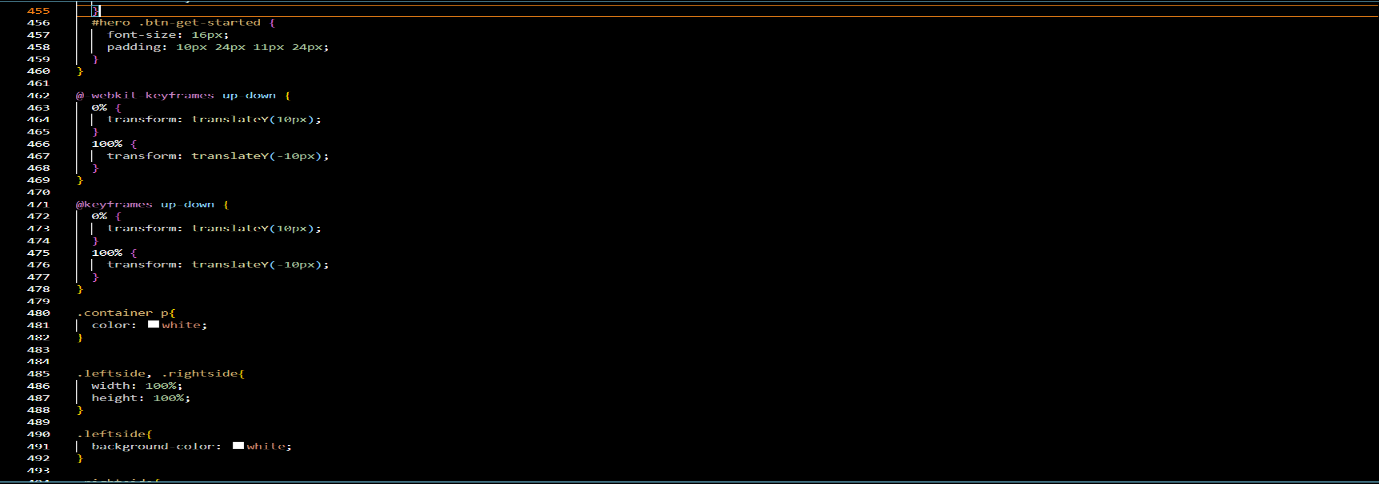 455 }
456 #hero .btn-get-started {
457 font-size: 16px;
458 padding: 10px 24px 11px 24px;
459 }
460 }
461
462 @-webkit-keyframes up-down {
463 0% {
464 transform: translateY(10px);
465 }
466 100% {
467 transform: translateY(-10px);
468 }
469 }
470
471 @keyframes up-down {
472 0% {
473 transform: translateY(10px);
474 }
475 100% {
476 transform: translateY(-10px);
477 }
478 }
479
480 .container p{
481 color: white;
482 }
483
484
485 .leftside, .rightside{
486 width: 100%;
487 height: 100%;
488 }
489
490 .leftside{
491 background-color: white;
492 }
493
494 .rightside{